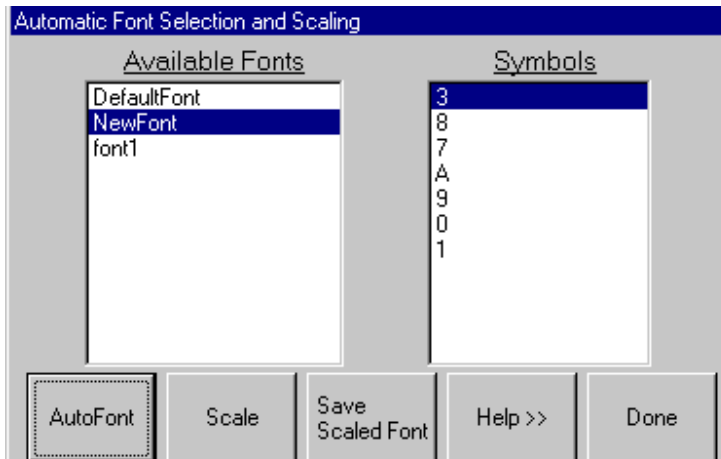 Automatic Font Selection and Scaling
Available Fonts
DefaultFont
NewFont
font1
Symbols
3
8
7
A
9
0
1
AutoFont
Scale
Save
Scaled Font
Help >>
Done